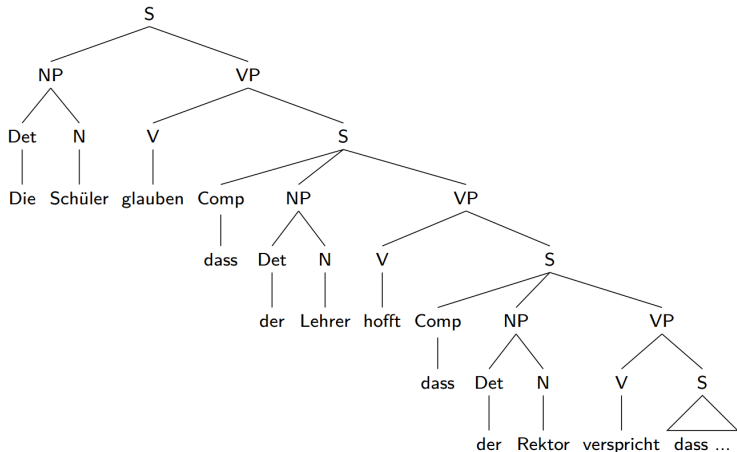 S
NP VP
Det N V S
Die Schüler glauben Comp NP VP
dass Det N V S
der Lehrer hofft Comp NP VP
dass Det N V S
der Rektor verspricht dass ...